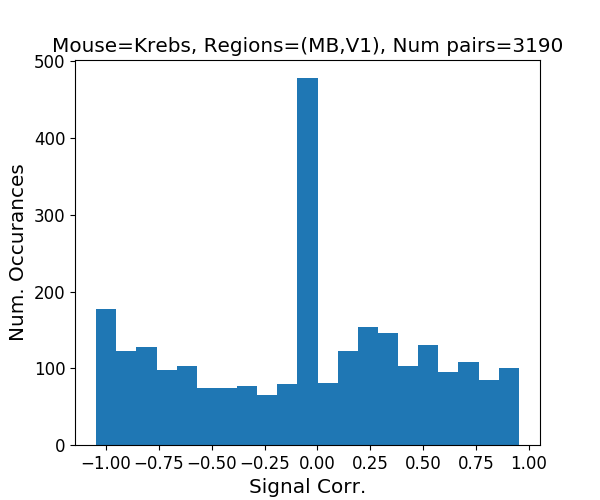 Mouse=Krebs, Regions=(MB,V1), Num pairs=3190
500
400
300
200
100
0
Num. Occurances
−1.00 −0.75 −0.50 −0.25 0.00 0.25 0.50 0.75 1.00
Signal Corr.